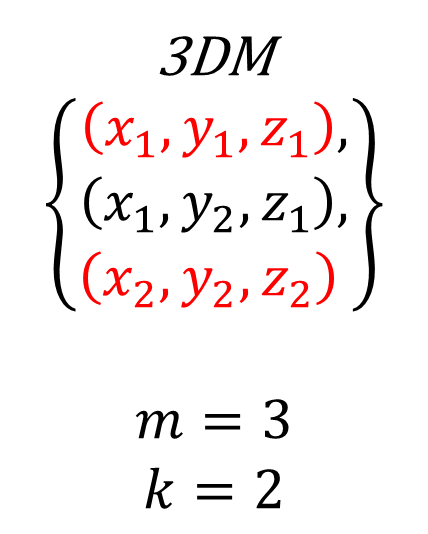 3DM
{(x₁, y₁, z₁),
(x₁, y₂, z₁),
(x₂, y₂, z₂)}
m = 3
k = 2